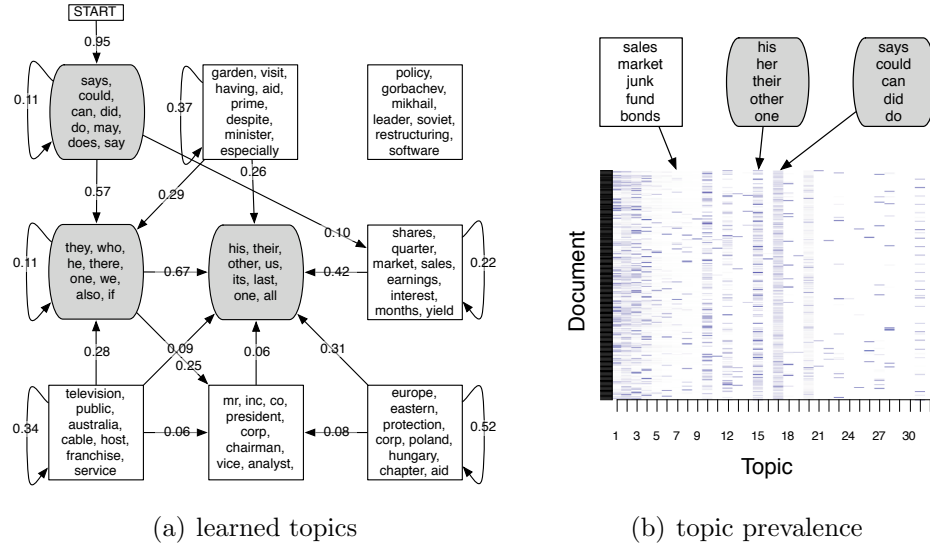 START
0.95
0.11
says,
could,
can, did,
do, may,
does, say
0.37
garden, visit,
having, aid,
prime,
despite,
minister,
especially
policy,
gorbachev,
mikhail,
leader, soviet,
restructuring,
software
0.57
0.29
0.26
0.10
0.11
they, who,
he, there,
one, we,
also, if
0.67
his, their,
other, us,
its, last,
one, all
0.42
shares,
quarter,
market, sales,
earnings,
interest,
months, yield
0.22
0.28
0.09
0.25
0.06
0.31
0.34
television,
public,
australia,
cable, host,
franchise,
service
0.06
mr, inc, co,
president,
corp,
chairman,
vice, analyst,
0.08
europe,
eastern,
protection,
corp, poland,
hungary,
chapter, aid
0.52
(a) learned topics
sales
market
junk
fund
bonds
his
her
their
other
one
says
could
can
did
do
Document
1 3 5 7 9 12 15 18 21 24 27 30
Topic
(b) topic prevalence